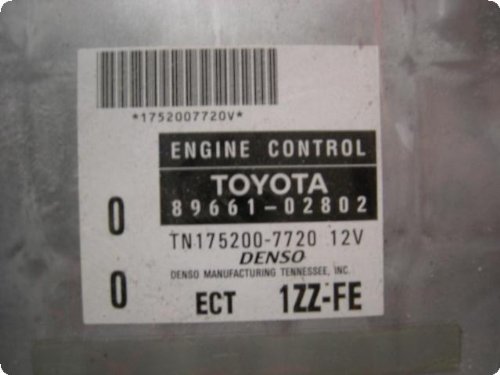 *1752007720V*
ENGINE CONTROL
TOYOTA
89661-02802
0
TN175200-7720 12V
DENSO
DENSO MANUFACTURING TENNESSEE, INC.
0
ECT 1ZZ-FE